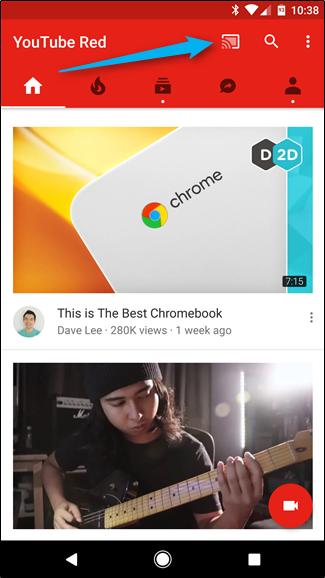 10:38
YouTube Red
chrome
D 2D
7:15
This is The Best Chromebook
Dave Lee · 280K views · 1 week ago